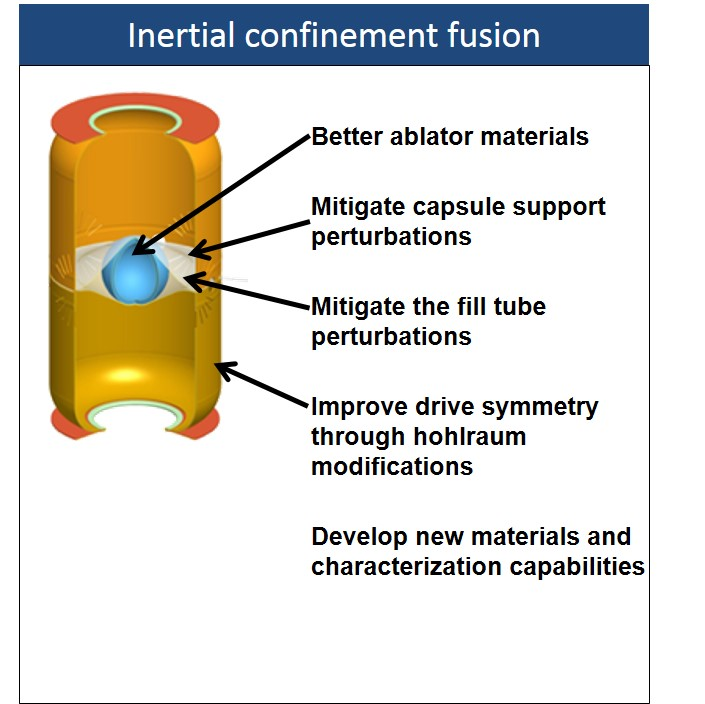 Inertial confinement fusion
Better ablator materials
Mitigate capsule support
perturbations
Mitigate the fill tube
perturbations
Improve drive symmetry
through hohlraum
modifications
Develop new materials and
characterization capabilities